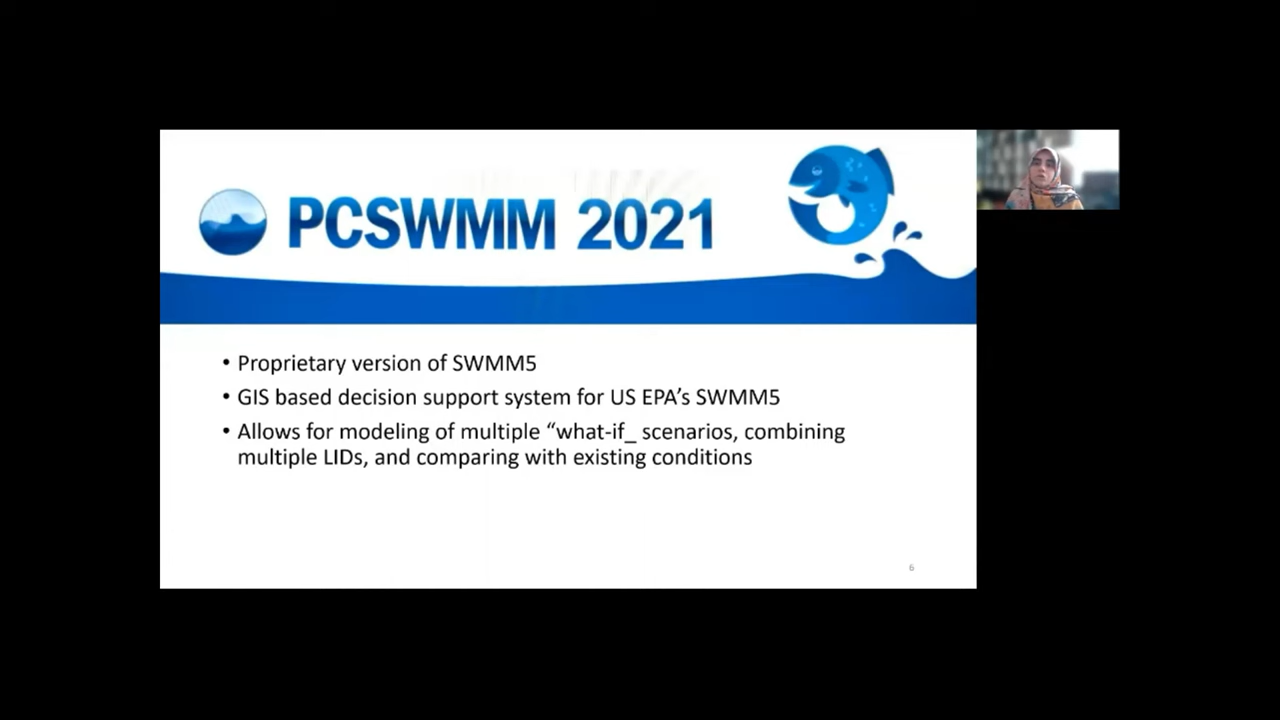 PCSWMM 2021
• Proprietary version of SWMM5
• GIS based decision support system for US EPA’s SWMM5
• Allows for modeling of multiple “what-if_ scenarios, combining
multiple LIDs, and comparing with existing conditions
6